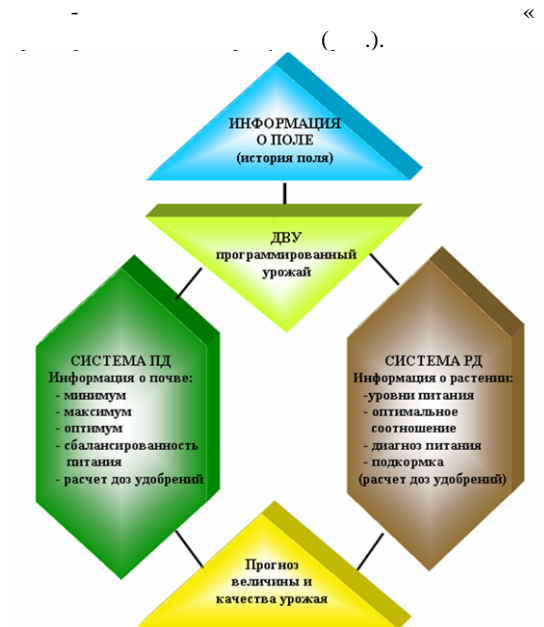 - «
( .).
ИНФОРМАЦИЯ
О ПОЛЕ
(история поля)
ДВУ
программированный
урожай
СИСТЕМА ПД
Информация о почве:
- минимум
- максимум
- оптимум
- сбалансированность
питания
- расчет доз удобрений
СИСТЕМА РД
Информация о растении:
-уровни питания
- оптимальное
соотношение
- диагноз питания
- подкормка
(расчет доз удобрений)
Прогноз
величины и
качества урожая